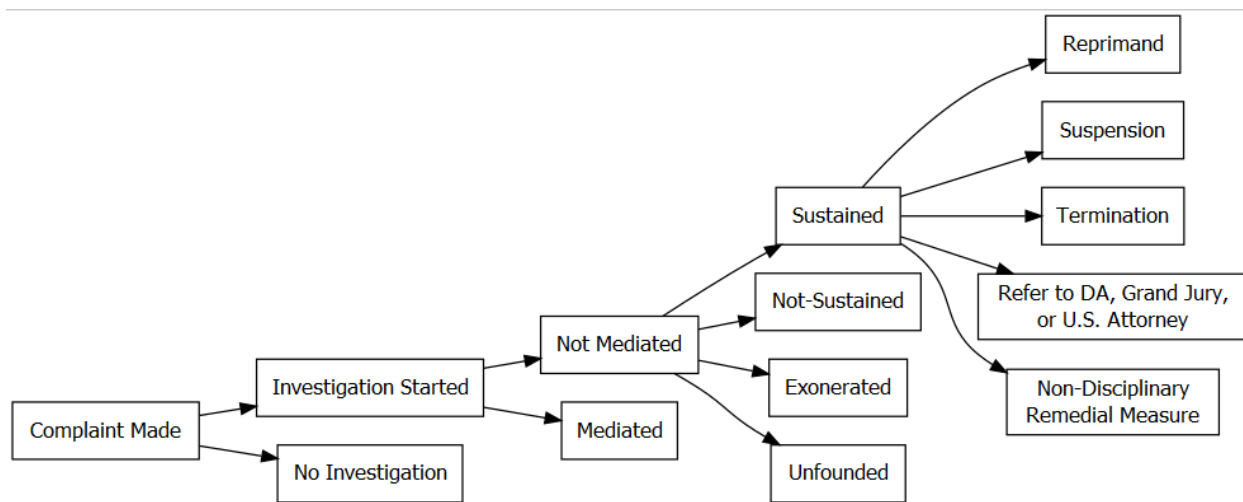 Reprimand
Suspension
Sustained
Termination
Not-Sustained
Refer to DA, Grand Jury,
or U.S. Attorney
Not Mediated
Investigation Started
Exonerated
Non-Disciplinary
Remedial Measure
Complaint Made
Mediated
No Investigation
Unfounded